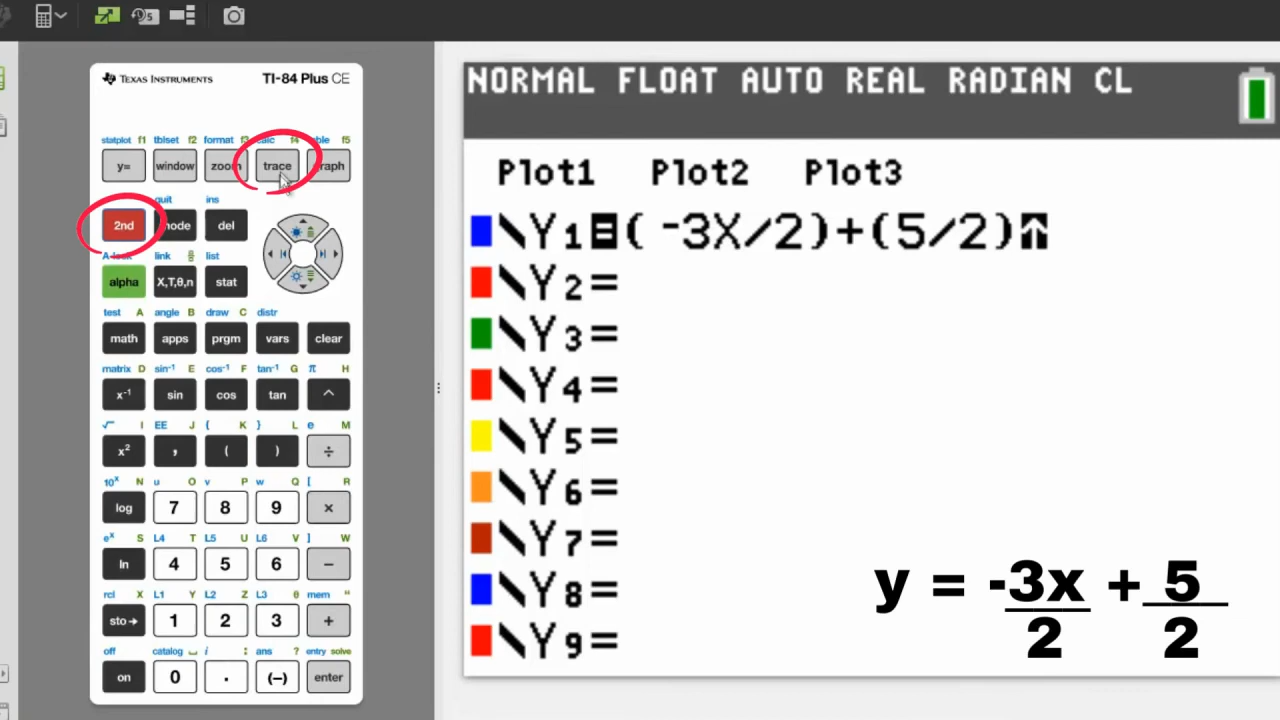 TEXAS INSTRUMENTS TI-84 Plus CE
statplot f1 tblset f2 format f3 calc f4 f5
y= window zoom trace
quit ins
2nd del
link list
alpha X,T,θ,n stat
test A angle B draw C distr
math apps prgm vars clear
matrix D sin⁻¹ E cos⁻¹ F tan⁻¹ G π H
x⁻¹ sin cos tan ^
√ I EE J { K } L e M
x² , ( ) ÷
10ˣ N u O v P w Q [ R
log 7 8 9 ×
eˣ S L4 T L5 U L6 V ] W
ln 4 5 6 −
rcl X L1 Y L2 Z L3 θ mem "
sto→ 1 2 3 +
off catalog ⎵ i : ans ? entry solve
on 0 . (−) enter
NORMAL FLOAT AUTO REAL RADIAN CL
Plot1 Plot2 Plot3
\Y1=(-3X/2)+(5/2)
\Y2=
\Y3=
\Y4=
\Y5=
\Y6=
\Y7=
\Y8=
\Y9=
y = -3x + 5
2 2